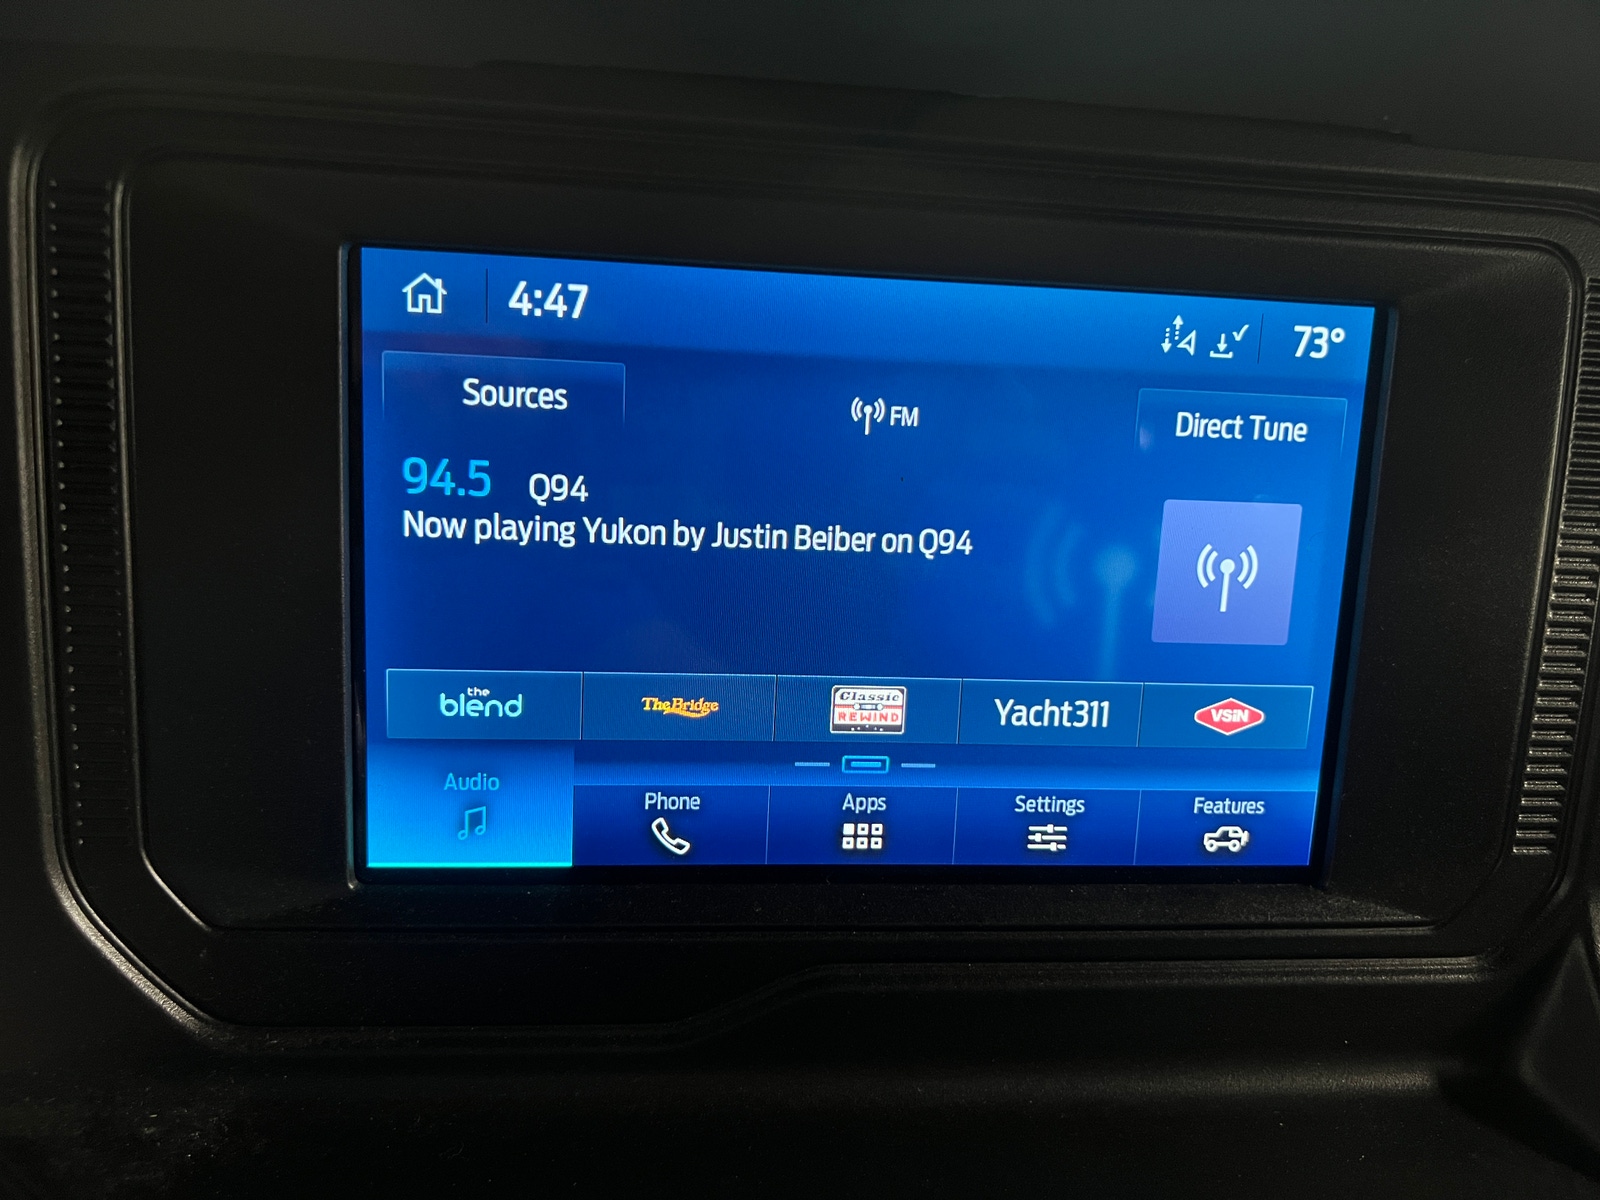 4:47
73°
Sources
FM
Direct Tune
94.5 Q94
Now playing Yukon by Justin Beiber on Q94
the
blend
TheBridge
Classic
REWIND
Yacht311
VSiN
Audio
Phone
Apps
Settings
Features